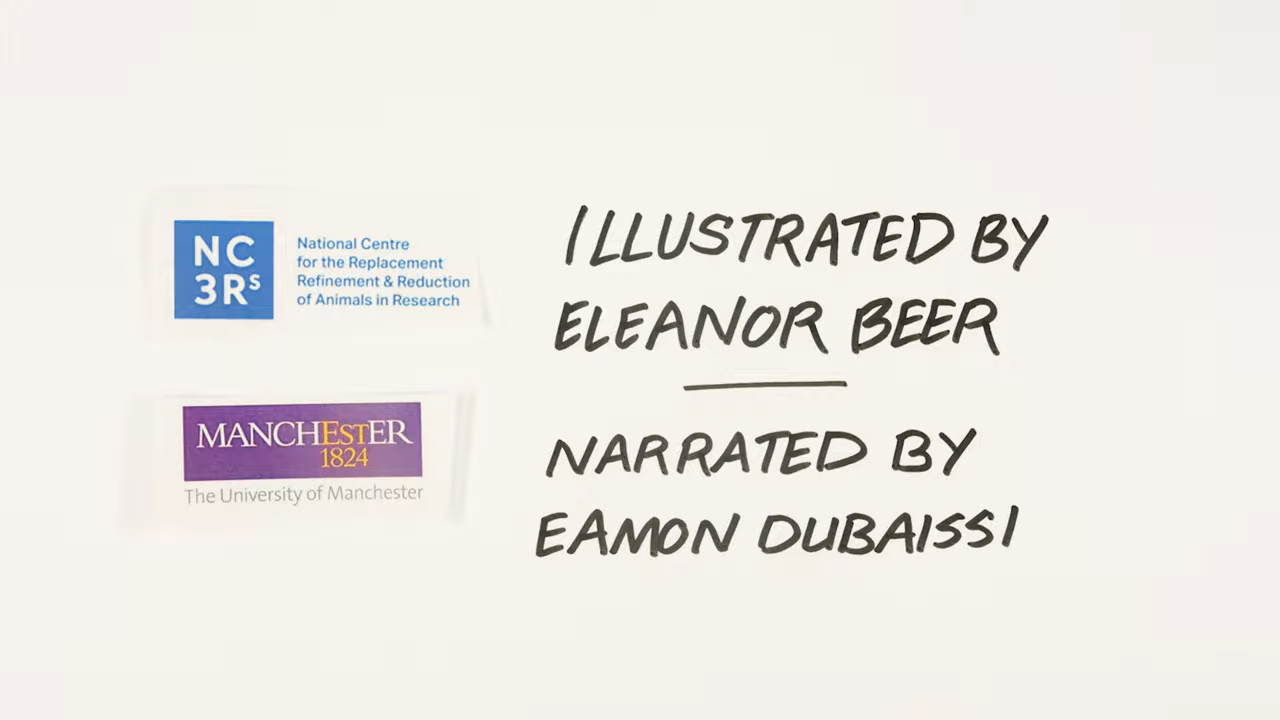 NC
3Rs
National Centre
for the Replacement
Refinement & Reduction
of Animals in Research
MANCHEstER
1824
The University of Manchester
ILLUSTRATED BY
ELEANOR BEER
NARRATED BY
EAMON DUBAISSI